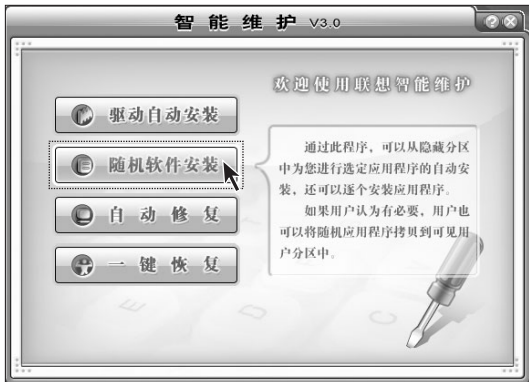 智能维护 V3.0
欢迎使用联想智能维护
驱动自动安装
随机软件安装
自动修复
一键恢复
通过此程序，可以从隐藏分区
中为您进行选定应用程序的自动安
装，还可以逐个安装应用程序。
如果用户认为有必要，用户也
可以将随机应用程序拷贝到可见用
户分区中。